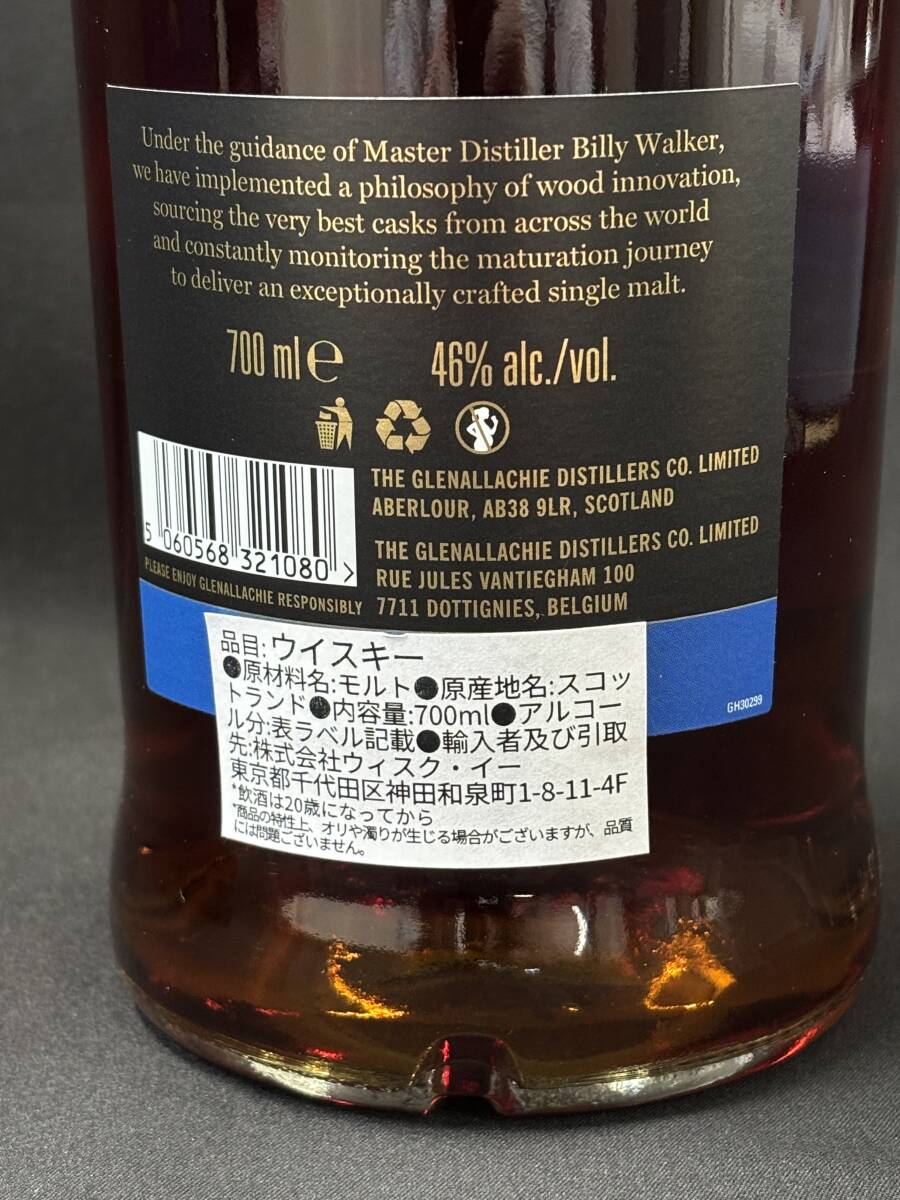 Under the guidance of Master Distiller Billy Walker,
we have implemented a philosophy of wood innovation,
sourcing the very best casks from across the world
and constantly monitoring the maturation journey
to deliver an exceptionally crafted single malt.
700 ml ℮
46% alc./vol.
THE GLENALLACHIE DISTILLERS CO. LIMITED
ABERLOUR, AB38 9LR, SCOTLAND
THE GLENALLACHIE DISTILLERS CO. LIMITED
RUE JULES VANTIEGHAM 100
7711 DOTTIGNIES, BELGIUM
5 060568 321080 >
PLEASE ENJOY GLENALLACHIE RESPONSIBLY
GH30299
品目:ウイスキー
●原材料名:モルト●原産地名:スコッ
トランド●内容量:700ml●アルコー
ル分:表ラベル記載●輸入者及び引取
先:株式会社ウィスク・イー
東京都千代田区神田和泉町1-8-11-4F
*飲酒は20歳になってから
*商品の特性上、オリや濁りが生じる場合がございますが、品質
には問題ございません。